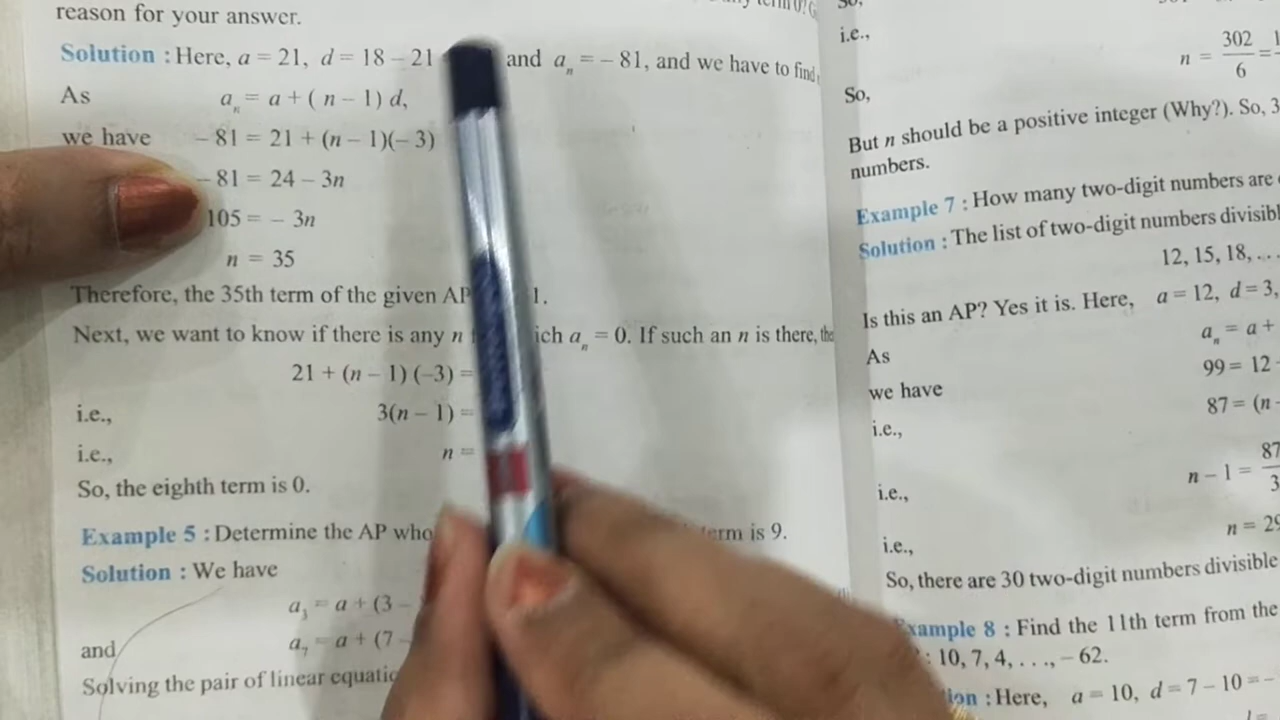 reason for your answer.
Solution : Here, a = 21, d = 18 – 21 and aₙ = – 81, and we have to find
As aₙ = a + ( n – 1) d,
we have – 81 = 21 + (n – 1)(– 3)
– 81 = 24 – 3n
105 = – 3n
n = 35
Therefore, the 35th term of the given AP 1.
Next, we want to know if there is any n ich aₙ = 0. If such an n is there, the
21 + (n – 1) (–3) =
i.e., 3(n – 1) =
i.e., n =
So, the eighth term is 0.
Example 5 : Determine the AP who term is 9.
Solution : We have
a₃ = a + (3 –
and a₇ = a + (7 –
Solving the pair of linear equatio
So,
i.e., n = 302/6 = 1
So,
But n should be a positive integer (Why?). So, 3
numbers.
Example 7 : How many two-digit numbers are
Solution : The list of two-digit numbers divisibl
12, 15, 18, . . .
Is this an AP? Yes it is. Here, a = 12, d = 3,
As aₙ = a +
we have 99 = 12
i.e., 87 = (n –
i.e., n – 1 = 87/3
i.e., n = 29
So, there are 30 two-digit numbers divisible
xample 8 : Find the 11th term from the
: 10, 7, 4, . . ., – 62.
ion : Here, a = 10, d = 7 – 10 = –